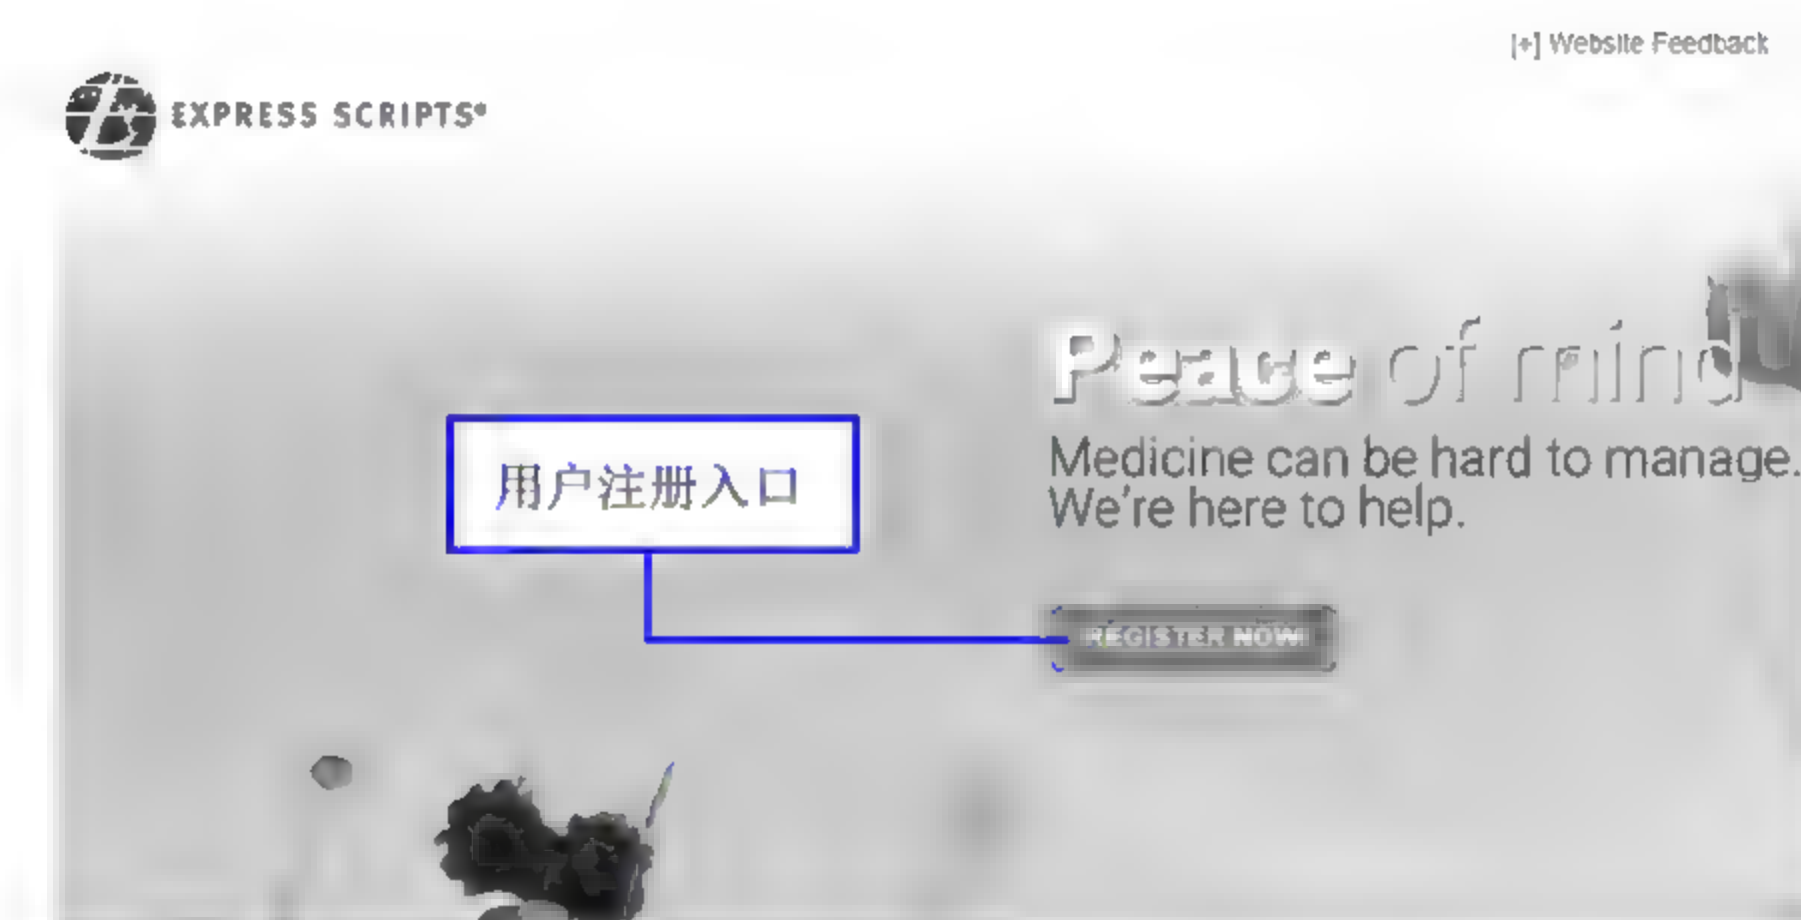 [+] Website Feedback
EXPRESS SCRIPTS®
Peace of mind
用户注册入口
Medicine can be hard to manage.
We're here to help.
REGISTER NOW